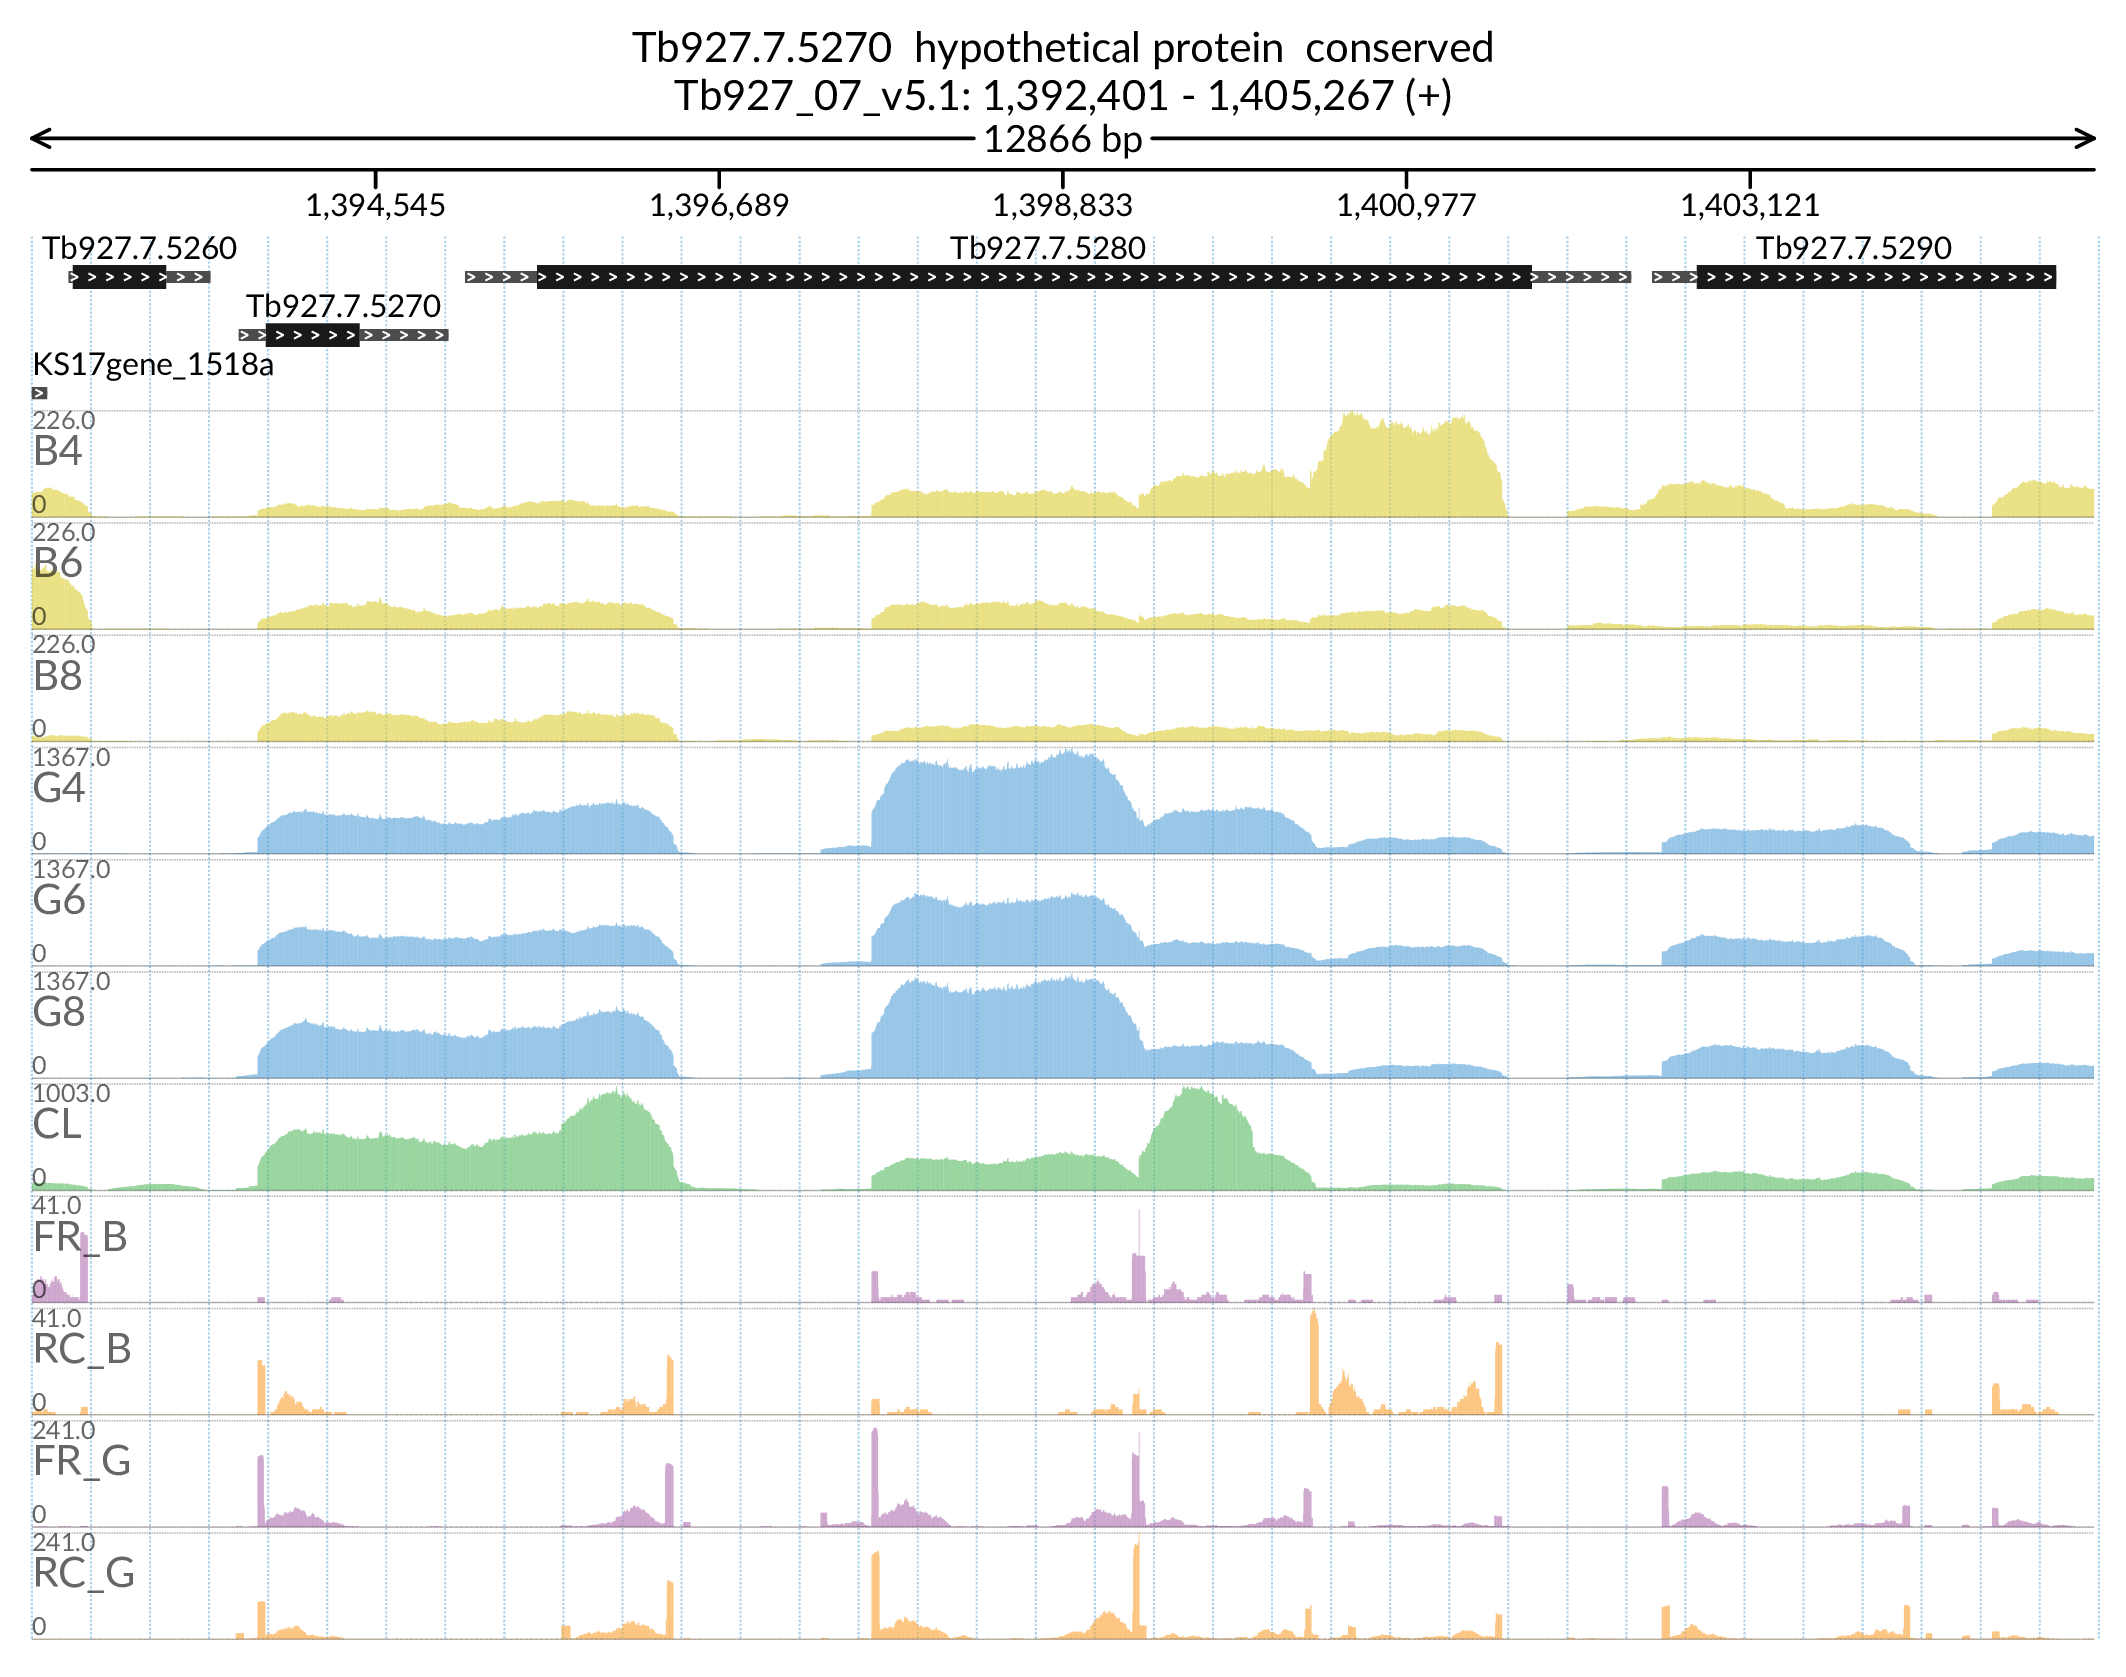 Tb927.7.5270 hypothetical protein conserved
Tb927_07_v5.1: 1,392,401 - 1,405,267 (+)
12866 bp
1,394,545 1,396,689 1,398,833 1,400,977 1,403,121
Tb927.7.5260 Tb927.7.5280 Tb927.7.5290
Tb927.7.5270
KS17gene_1518a
226.0
B4
0
226.0
B6
0
226.0
B8
0
1367.0
G4
0
1367.0
G6
0
1367.0
G8
0
1003.0
CL
0
41.0
FR_B
0
41.0
RC_B
0
241.0
FR_G
0
241.0
RC_G
0